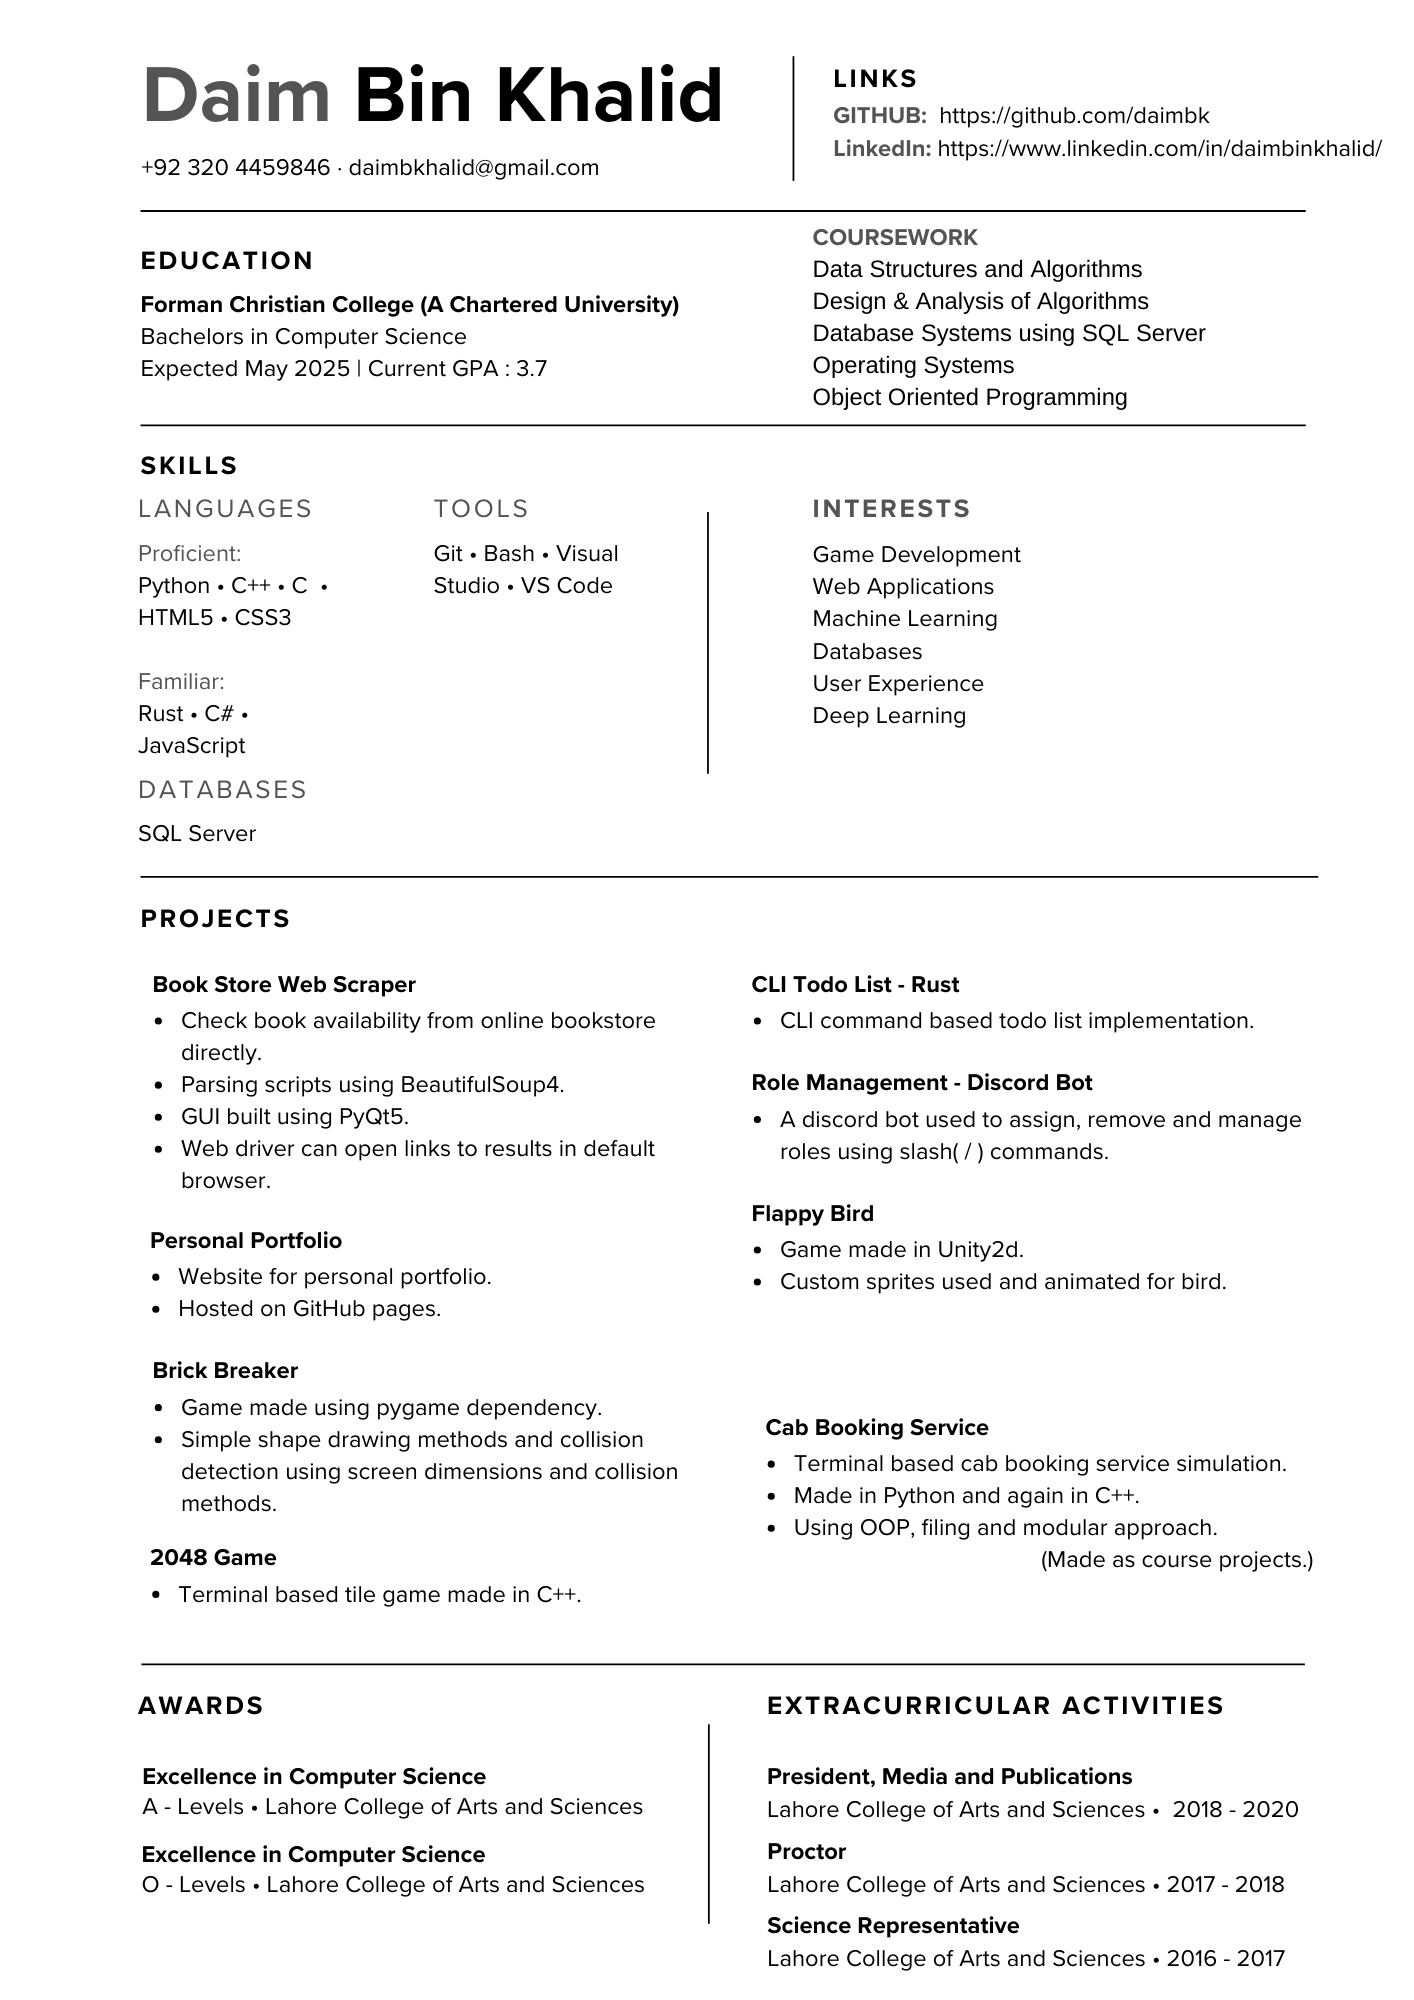 Daim Bin Khalid
+92 320 4459846 · daimbkhalid@gmail.com
LINKS
GITHUB: https://github.com/daimbk
LinkedIn: https://www.linkedin.com/in/daimbinkhalid/
EDUCATION
Forman Christian College (A Chartered University)
Bachelors in Computer Science
Expected May 2025 | Current GPA : 3.7
COURSEWORK
Data Structures and Algorithms
Design & Analysis of Algorithms
Database Systems using SQL Server
Operating Systems
Object Oriented Programming
SKILLS
LANGUAGES
Proficient:
Python • C++ • C •
HTML5 • CSS3
Familiar:
Rust • C# •
JavaScript
DATABASES
SQL Server
TOOLS
Git • Bash • Visual
Studio • VS Code
INTERESTS
Game Development
Web Applications
Machine Learning
Databases
User Experience
Deep Learning
PROJECTS
Book Store Web Scraper
• Check book availability from online bookstore
directly.
• Parsing scripts using BeautifulSoup4.
• GUI built using PyQt5.
• Web driver can open links to results in default
browser.
Personal Portfolio
• Website for personal portfolio.
• Hosted on GitHub pages.
Brick Breaker
• Game made using pygame dependency.
• Simple shape drawing methods and collision
detection using screen dimensions and collision
methods.
2048 Game
• Terminal based tile game made in C++.
CLI Todo List - Rust
• CLI command based todo list implementation.
Role Management - Discord Bot
• A discord bot used to assign, remove and manage
roles using slash( / ) commands.
Flappy Bird
• Game made in Unity2d.
• Custom sprites used and animated for bird.
Cab Booking Service
• Terminal based cab booking service simulation.
• Made in Python and again in C++.
• Using OOP, filing and modular approach.
(Made as course projects.)
AWARDS
Excellence in Computer Science
A - Levels • Lahore College of Arts and Sciences
Excellence in Computer Science
O - Levels • Lahore College of Arts and Sciences
EXTRACURRICULAR ACTIVITIES
President, Media and Publications
Lahore College of Arts and Sciences • 2018 - 2020
Proctor
Lahore College of Arts and Sciences • 2017 - 2018
Science Representative
Lahore College of Arts and Sciences • 2016 - 2017